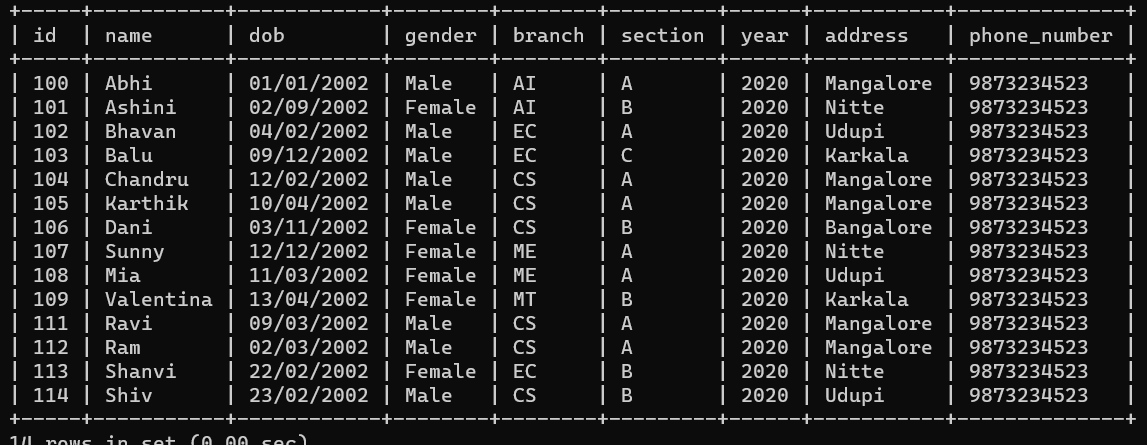 +-----+-----------+------------+--------+--------+---------+------+-----------+--------------+
| id  | name      | dob        | gender | branch | section | year | address   | phone_number |
+-----+-----------+------------+--------+--------+---------+------+-----------+--------------+
| 100 | Abhi      | 01/01/2002 | Male   | AI     | A       | 2020 | Mangalore | 9873234523   |
| 101 | Ashini    | 02/09/2002 | Female | AI     | B       | 2020 | Nitte     | 9873234523   |
| 102 | Bhavan    | 04/02/2002 | Male   | EC     | A       | 2020 | Udupi     | 9873234523   |
| 103 | Balu      | 09/12/2002 | Male   | EC     | C       | 2020 | Karkala   | 9873234523   |
| 104 | Chandru   | 12/02/2002 | Male   | CS     | A       | 2020 | Mangalore | 9873234523   |
| 105 | Karthik   | 10/04/2002 | Male   | CS     | A       | 2020 | Mangalore | 9873234523   |
| 106 | Dani      | 03/11/2002 | Female | CS     | B       | 2020 | Bangalore | 9873234523   |
| 107 | Sunny     | 12/12/2002 | Female | ME     | A       | 2020 | Nitte     | 9873234523   |
| 108 | Mia       | 11/03/2002 | Female | ME     | A       | 2020 | Udupi     | 9873234523   |
| 109 | Valentina | 13/04/2002 | Female | MT     | B       | 2020 | Karkala   | 9873234523   |
| 111 | Ravi      | 09/03/2002 | Male   | CS     | A       | 2020 | Mangalore | 9873234523   |
| 112 | Ram       | 02/03/2002 | Male   | CS     | A       | 2020 | Mangalore | 9873234523   |
| 113 | Shanvi    | 22/02/2002 | Female | EC     | B       | 2020 | Nitte     | 9873234523   |
| 114 | Shiv      | 23/02/2002 | Male   | CS     | B       | 2020 | Udupi     | 9873234523   |
+-----+-----------+------------+--------+--------+---------+------+-----------+--------------+
14 rows in set (0.00 sec)